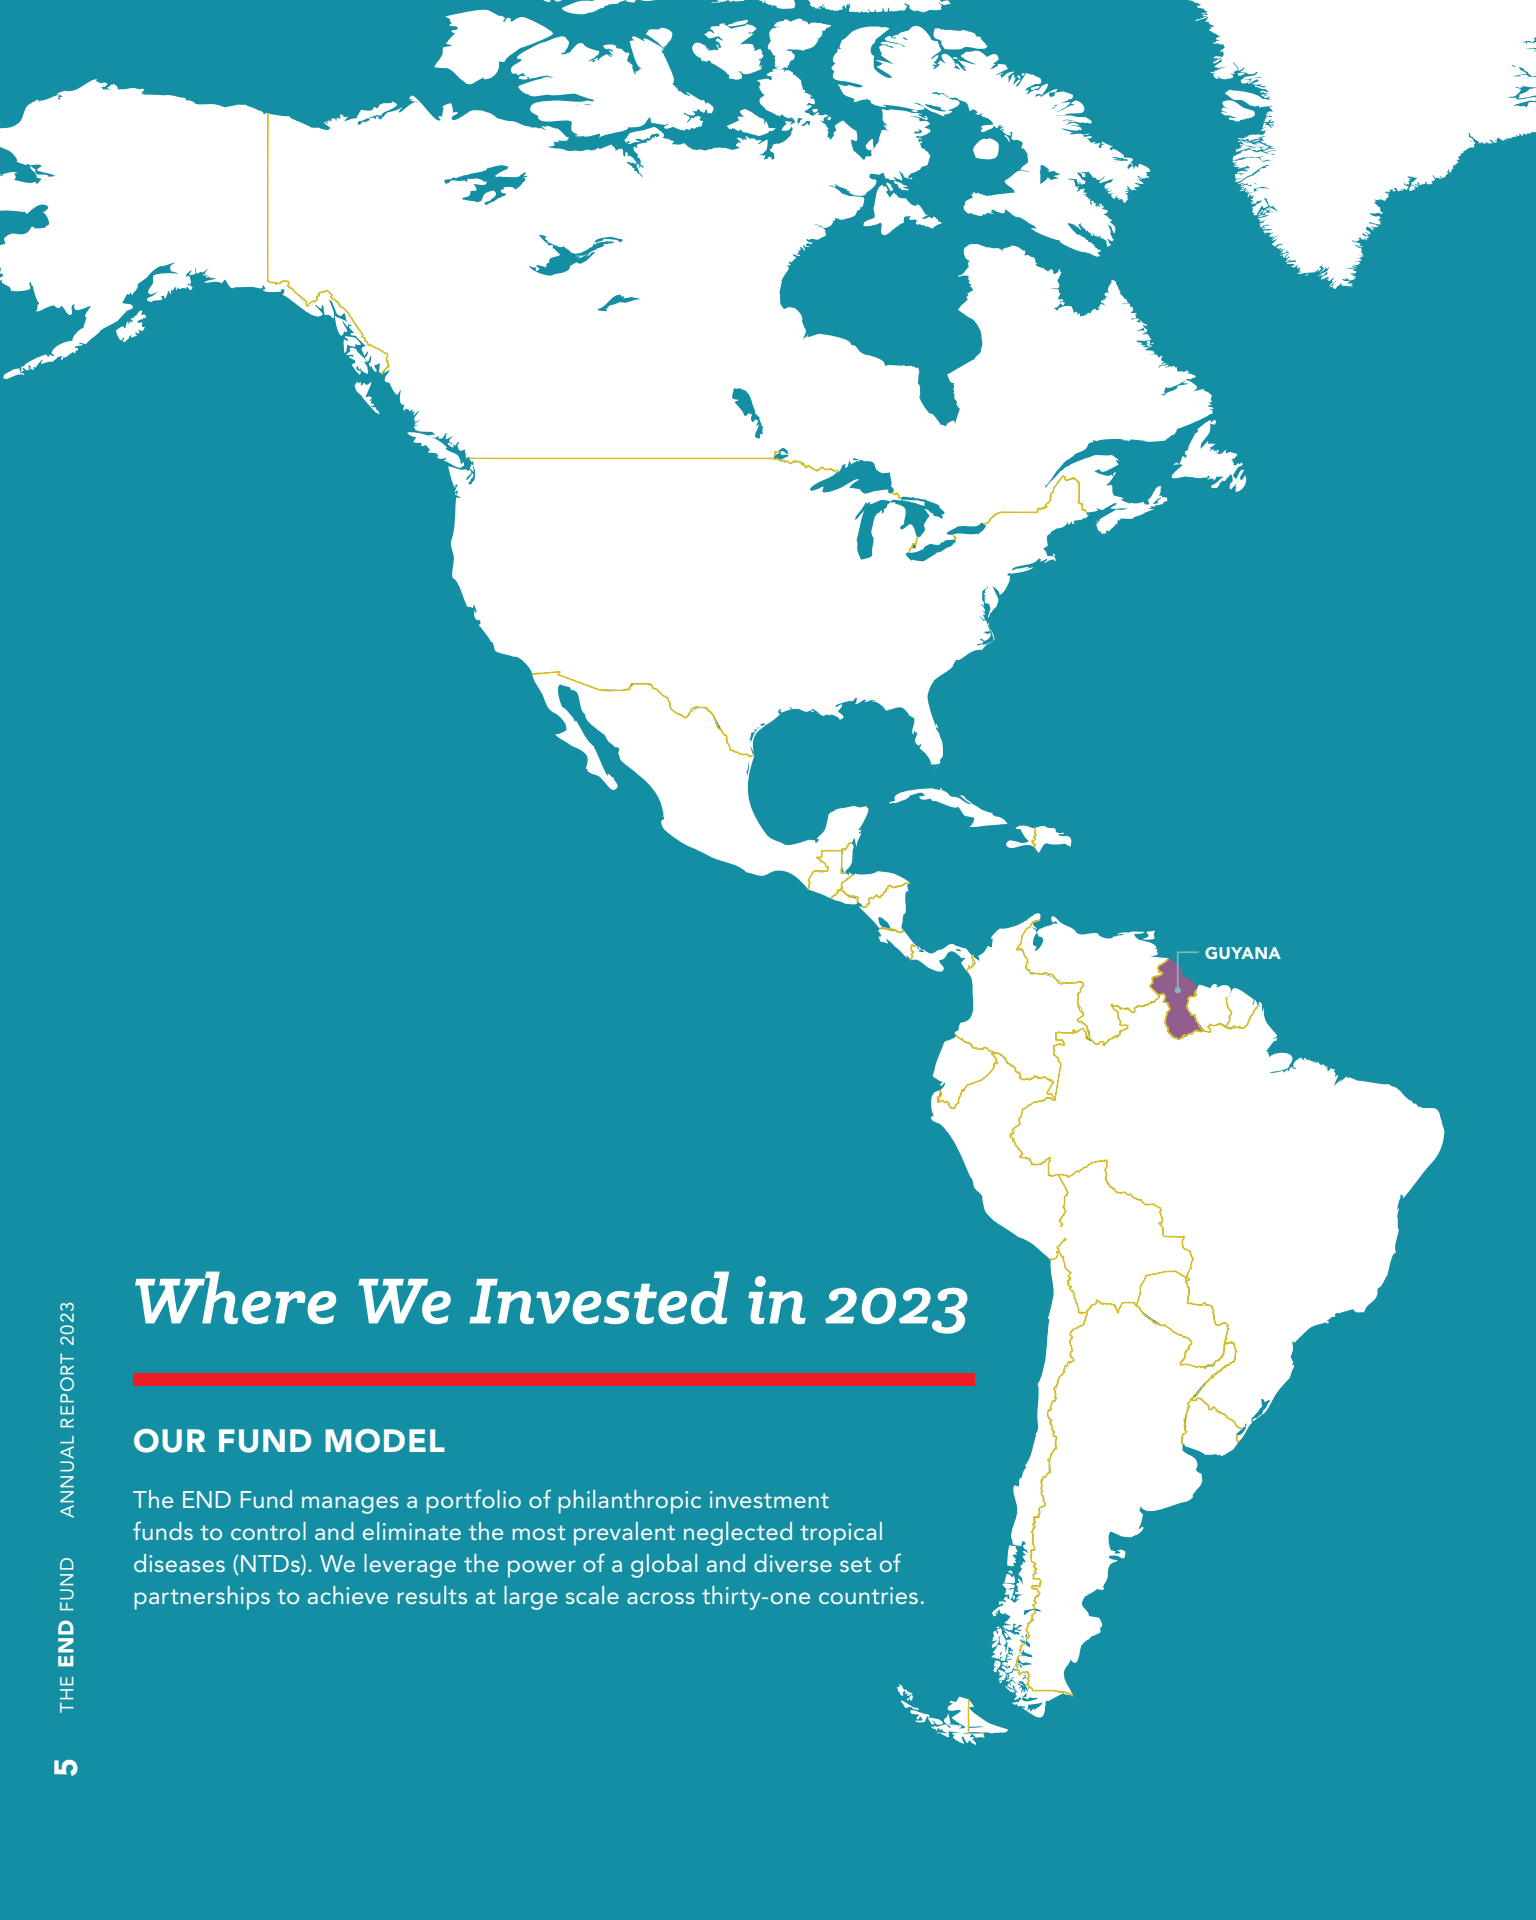 GUYANA
Where We Invested in 2023
OUR FUND MODEL
The END Fund manages a portfolio of philanthropic investment
funds to control and eliminate the most prevalent neglected tropical
diseases (NTDs). We leverage the power of a global and diverse set of
partnerships to achieve results at large scale across thirty-one countries.
5 THE END FUND ANNUAL REPORT 2023